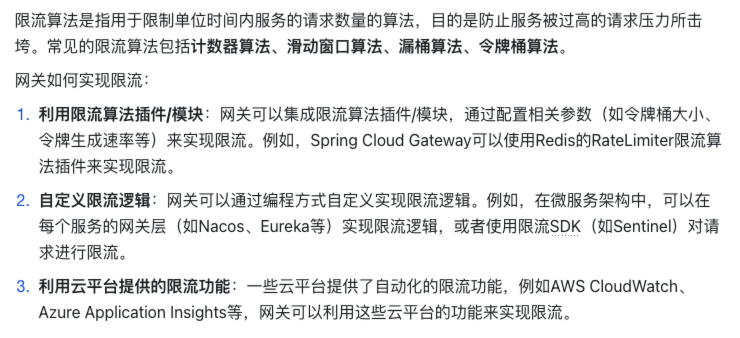 限流算法是指用于限制单位时间内服务的请求数量的算法，目的是防止服务被过高的请求压力所击
垮。常见的限流算法包括计数器算法、滑动窗口算法、漏桶算法、令牌桶算法。
网关如何实现限流：
1. 利用限流算法插件/模块：网关可以集成限流算法插件/模块，通过配置相关参数（如令牌桶大小、
令牌生成速率等）来实现限流。例如，Spring Cloud Gateway可以使用Redis的RateLimiter限流算
法插件来实现限流。
2. 自定义限流逻辑：网关可以通过编程方式自定义实现限流逻辑。例如，在微服务架构中，可以在
每个服务的网关层（如Nacos、Eureka等）实现限流逻辑，或者使用限流SDK（如Sentinel）对请
求进行限流。
3. 利用云平台提供的限流功能：一些云平台提供了自动化的限流功能，例如AWS CloudWatch、
Azure Application Insights等，网关可以利用这些云平台的功能来实现限流。